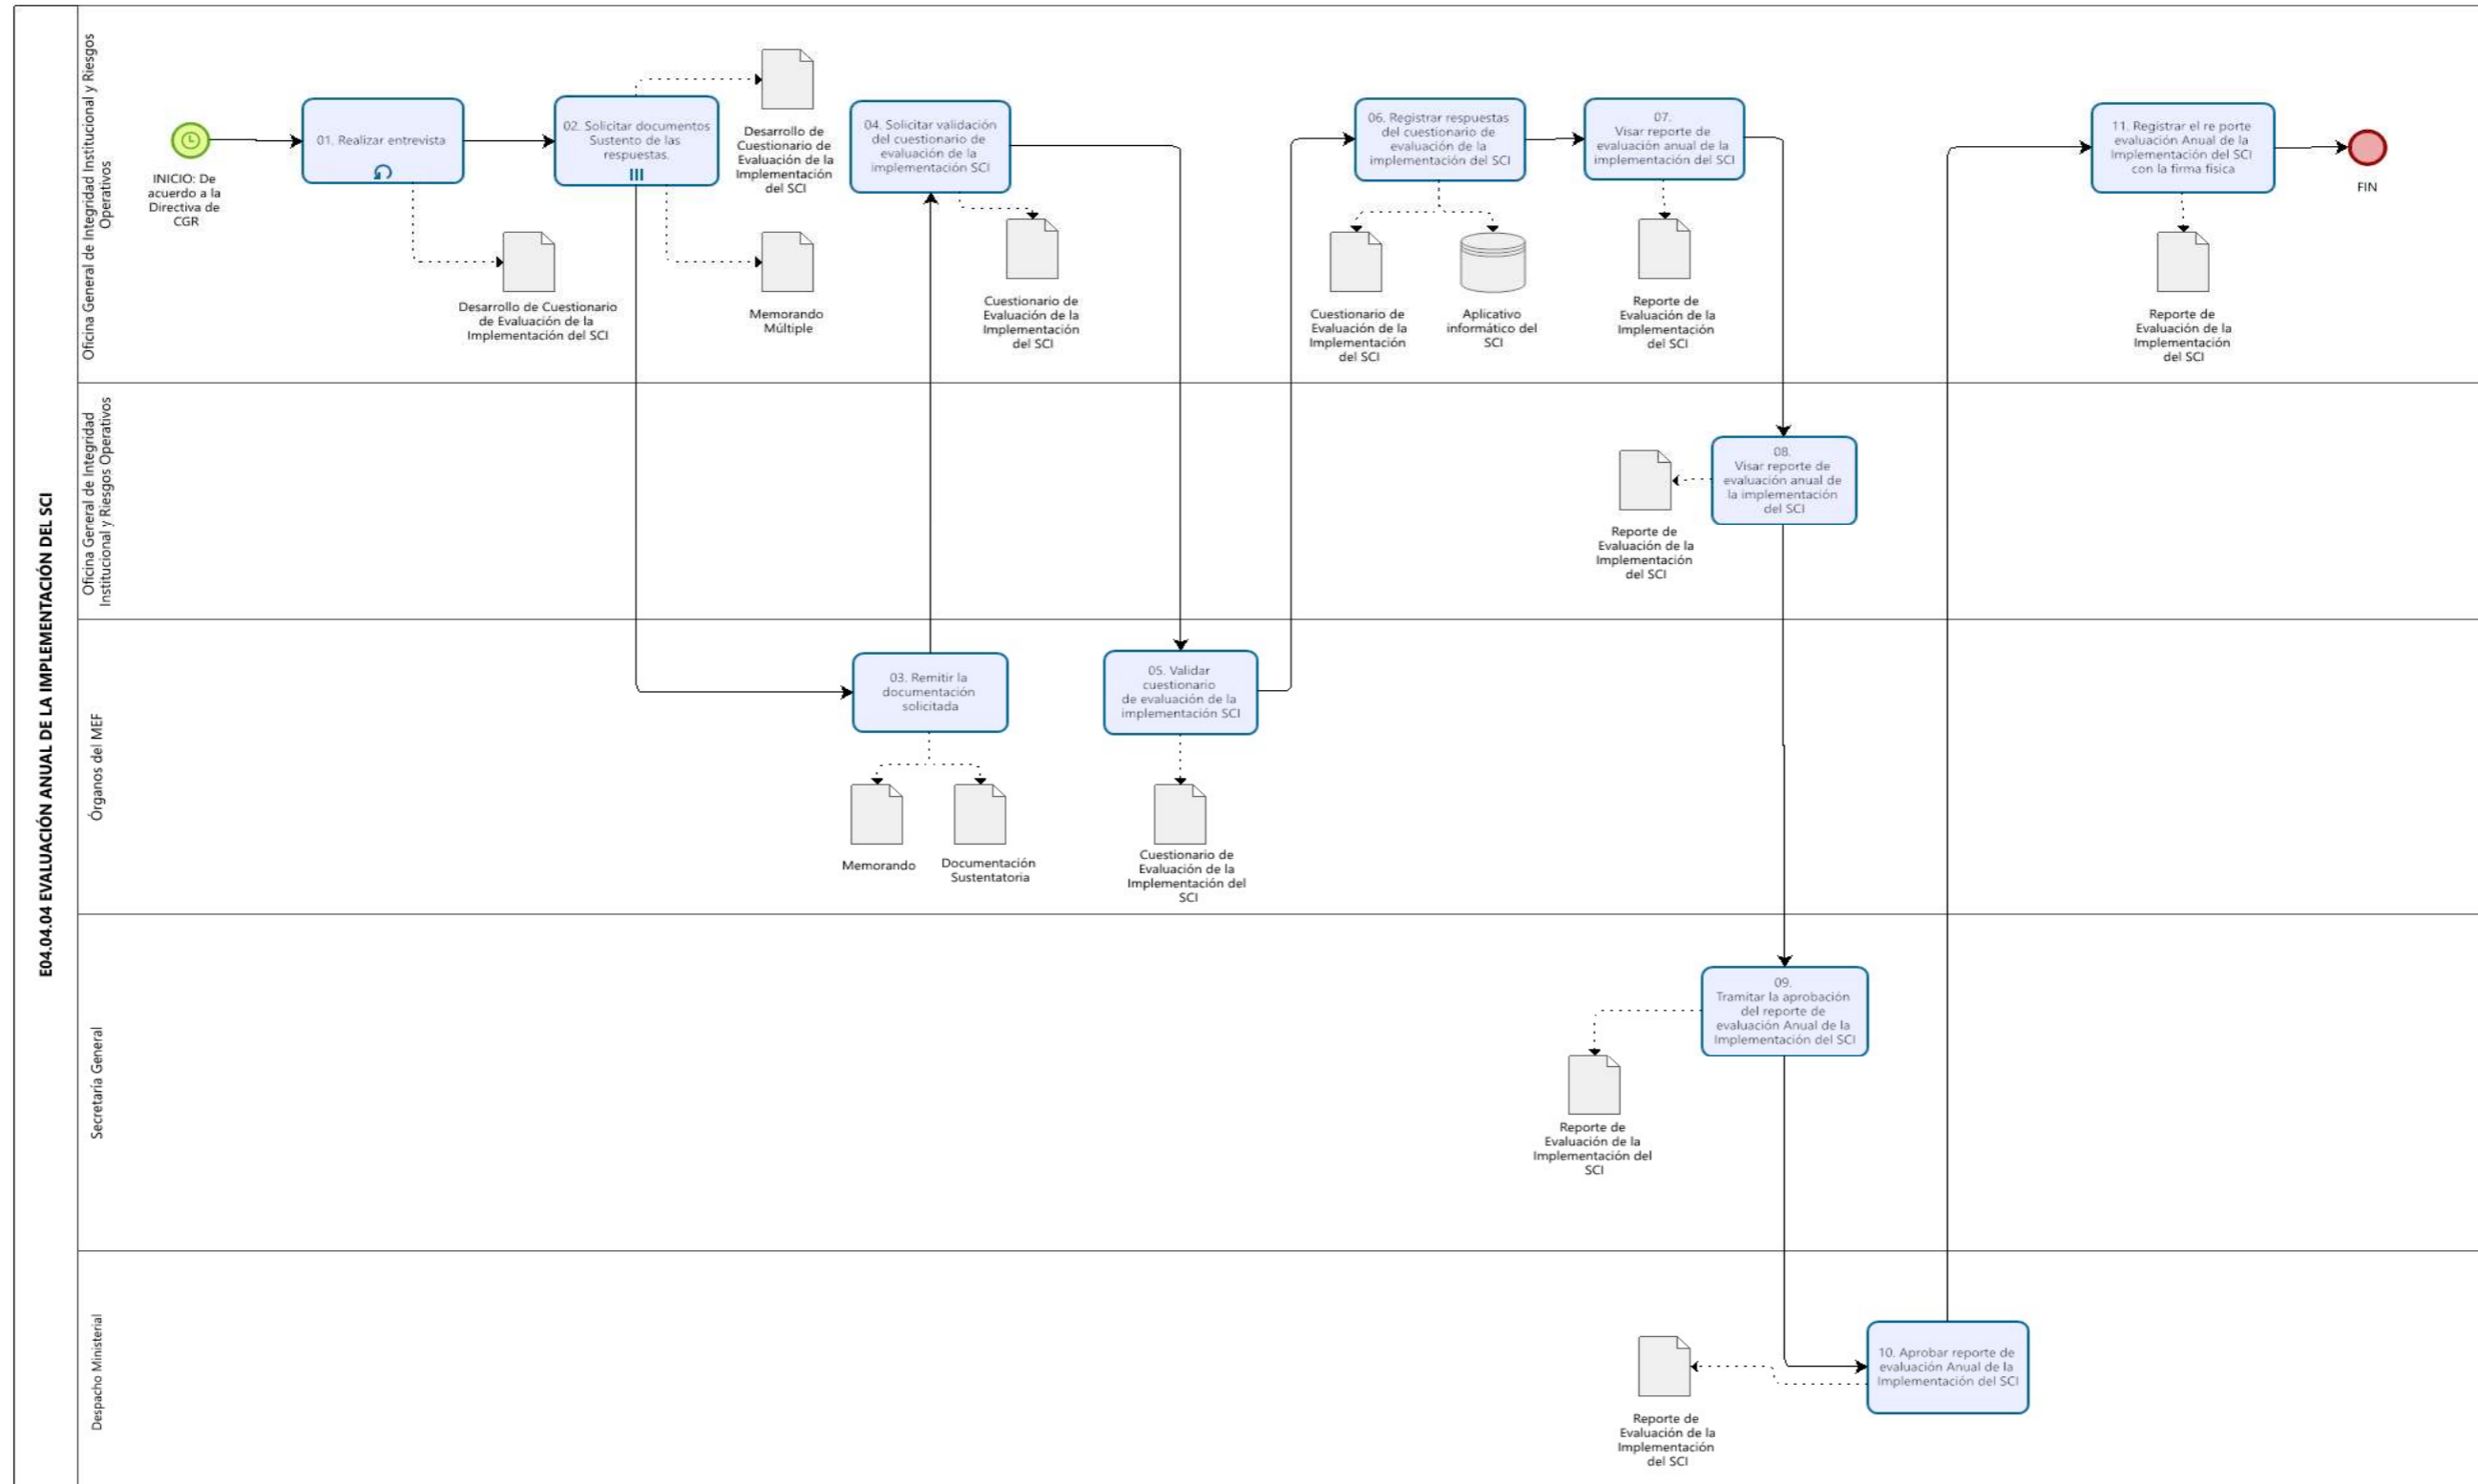 E04.04.04 EVALUACIÓN ANUAL DE LA IMPLEMENTACIÓN DEL SCI
Oficina General de Integridad Institucional y Riesgos
Operativos
INICIO: De
acuerdo a la
Directiva de
CGR
01. Realizar entrevista
Desarrollo de Cuestionario
de Evaluación de la
Implementación del SCI
02. Solicitar documentos
Sustento de las
respuestas.
Desarrollo de
Cuestionario de
Evaluación de la
Implementación
del SCI
Memorando
Múltiple
04. Solicitar validación
del cuestionario de
evaluación de la
implementación SCI
Cuestionario de
Evaluación de la
Implementación
del SCI
06. Registrar respuestas
del cuestionario de
evaluación de la
implementación del SCI
Cuestionario de
Evaluación de la
Implementación
del SCI
Aplicativo
informático del
SCI
07.
Visar reporte de
evaluación anual de la
implementación del SCI
Reporte de
Evaluación de la
Implementación
del SCI
11. Registrar el re porte
evaluación Anual de la
Implementación del SCI
con la firma física
Reporte de
Evaluación de la
Implementación
del SCI
FIN
Oficina General de Integridad
Institucional y Riesgos Operativos
08.
Visar reporte de
evaluación anual de
la implementación
del SCI
Reporte de
Evaluación de la
Implementación
del SCI
Órganos del MEF
03. Remitir la
documentación
solicitada
Memorando
Documentación
Sustentatoria
05. Validar
cuestionario
de evaluación de la
implementación SCI
Cuestionario de
Evaluación de la
Implementación del
SCI
Secretaría General
09.
Tramitar la aprobación
del reporte de
evaluación Anual de la
Implementación del SCI
Reporte de
Evaluación de la
Implementación del
SCI
Despacho Ministerial
10. Aprobar reporte de
evaluación Anual de la
Implementación del SCI
Reporte de
Evaluación de la
Implementación
del SCI